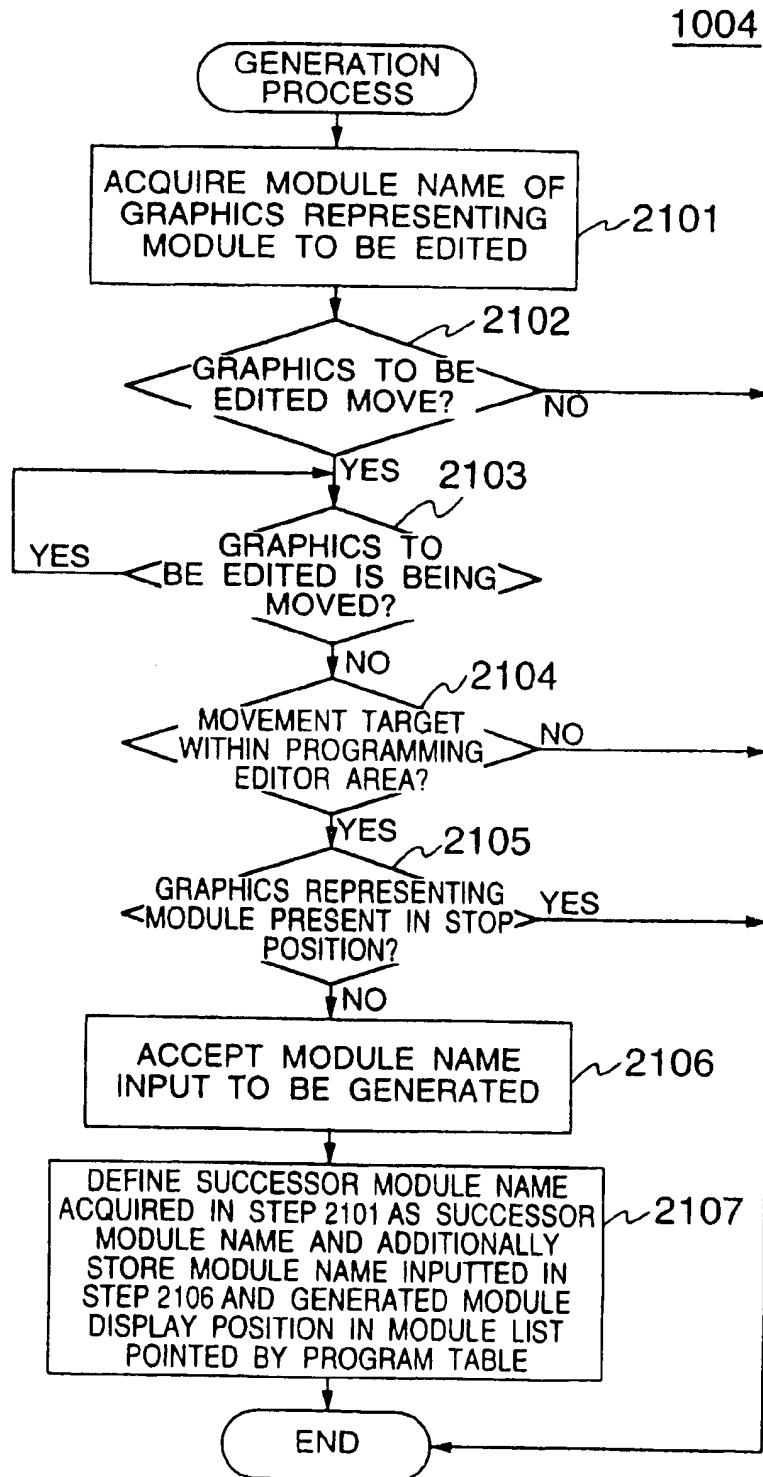 1004
GENERATION
PROCESS
ACQUIRE MODULE NAME OF
GRAPHICS REPRESENTING
MODULE TO BE EDITED
2101
2102
GRAPHICS TO BE
EDITED MOVE?
NO
YES
2103
YES
GRAPHICS TO
BE EDITED IS BEING
MOVED?
NO
2104
MOVEMENT TARGET
WITHIN PROGRAMMING
EDITOR AREA?
NO
YES
2105
GRAPHICS REPRESENTING
MODULE PRESENT IN STOP
POSITION?
YES
NO
ACCEPT MODULE NAME
INPUT TO BE GENERATED
2106
DEFINE SUCCESSOR MODULE NAME
ACQUIRED IN STEP 2101 AS SUCCESSOR
MODULE NAME AND ADDITIONALLY
STORE MODULE NAME INPUTTED IN
STEP 2106 AND GENERATED MODULE
DISPLAY POSITION IN MODULE LIST
POINTED BY PROGRAM TABLE
2107
END